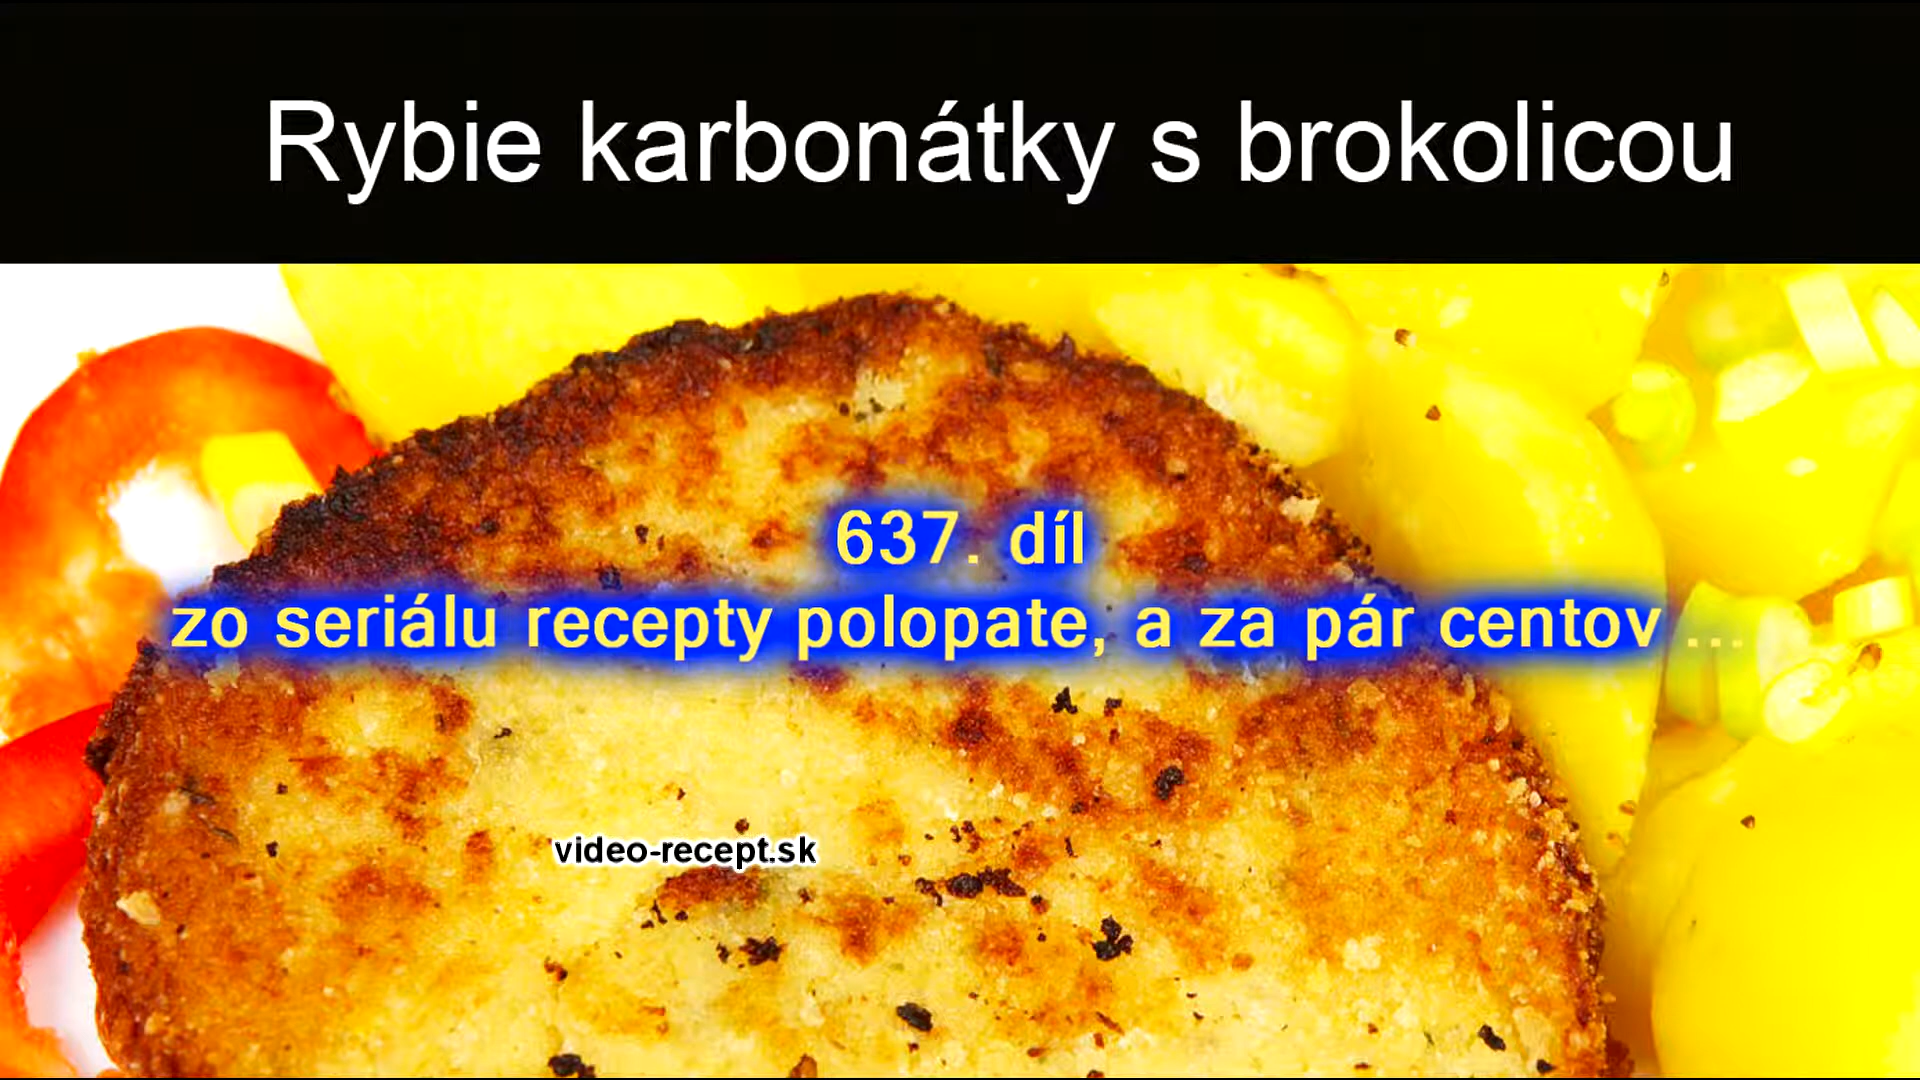 Rybie karbonátky s brokolicou
637. díl
zo seriálu recepty polopate, a za pár centov ...
video-recept.sk